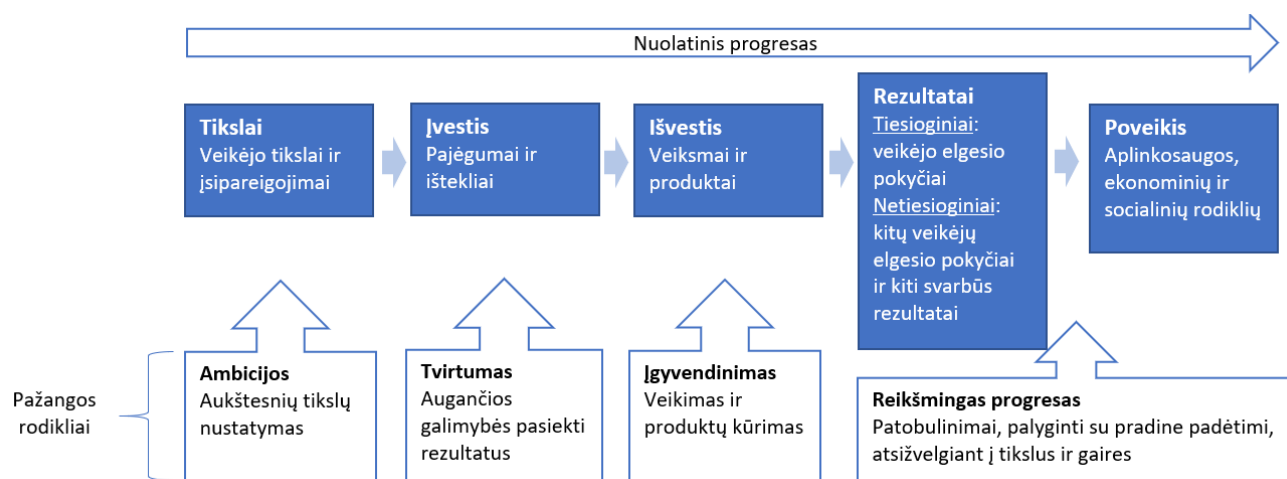 Nuolatinis progresas
Tikslai
Veikėjo tikslai ir
įsipareigojimai
Įvestis
Pajėgumai ir
ištekliai
Išvestis
Veiksmai ir
produktai
Rezultatai
Tiesioginiai:
veikėjo elgesio
pokyčiai
Netiesioginiai:
kitų veikėjų
elgesio pokyčiai
ir kiti svarbūs
rezultatai
Poveikis
Aplinkosaugos,
ekonominių ir
socialinių rodiklių
Pažangos
rodikliai
Ambicijos
Aukštesnių tikslų
nustatymas
Tvirtumas
Augančios
galimybės pasiekti
rezultatus
Įgyvendinimas
Veikimas ir
produktų kūrimas
Reikšmingas progresas
Patobulinimai, palyginti su pradine padėtimi,
atsižvelgiant į tikslus ir gaires